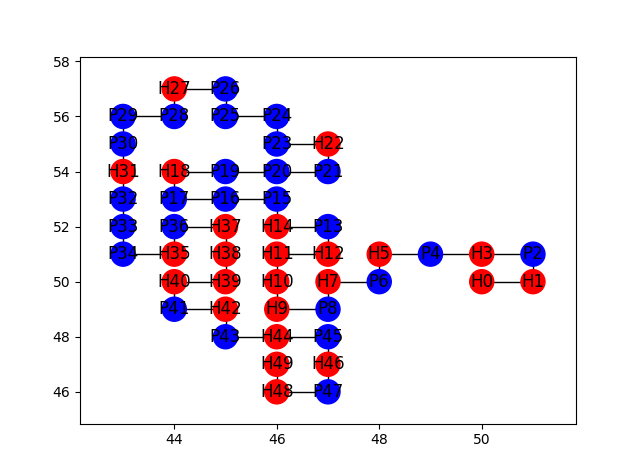 58
H27 P26
56 P29 P28 P25 P24
P30 P23 H22
54 H31 H18 P19 P20 P21
P32 P17 P16 P15
52 P33 P36 H37 H14 P13
P34 H35 H38 H11 H12 H5 P4 H3 P2
50 H40 H39 H10 H7 P6 H0 H1
P41 H42 H9 P8
48 P43 H44 P45
H49 H46
46 H48 P47
44 46 48 50